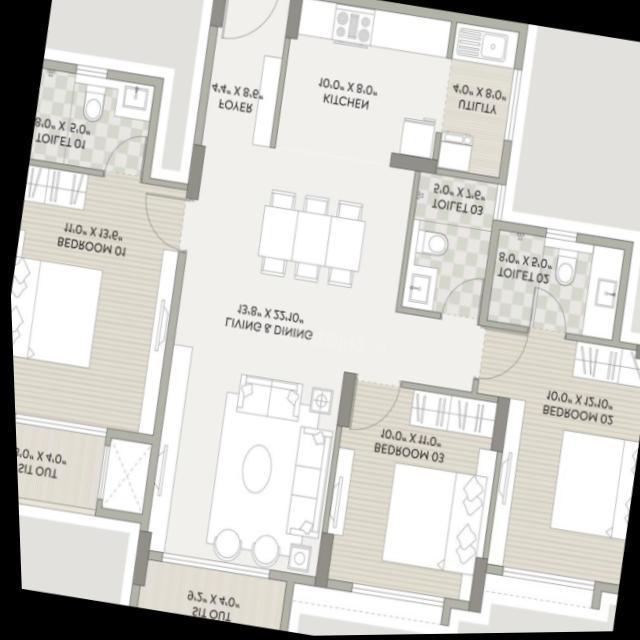 SIT OUT
9'2" X 4'0"
SIT OUT
X 4'0"
BEDROOM 03
10'0" X 11'0"
BEDROOM 02
10'0" X 12'10"
LIVING & DINING
13'8" X 22'10"
BEDROOM 01
11'0" X 13'6"
TOILET 02
8'0" X 5'0"
TOILET 03
5'0" X 7'6"
TOILET 01
8'0" X 5'0"
FOYER
4'4" X 8'6"
KITCHEN
10'0" X 8'0"
UTILITY
4'0" X 8'0"